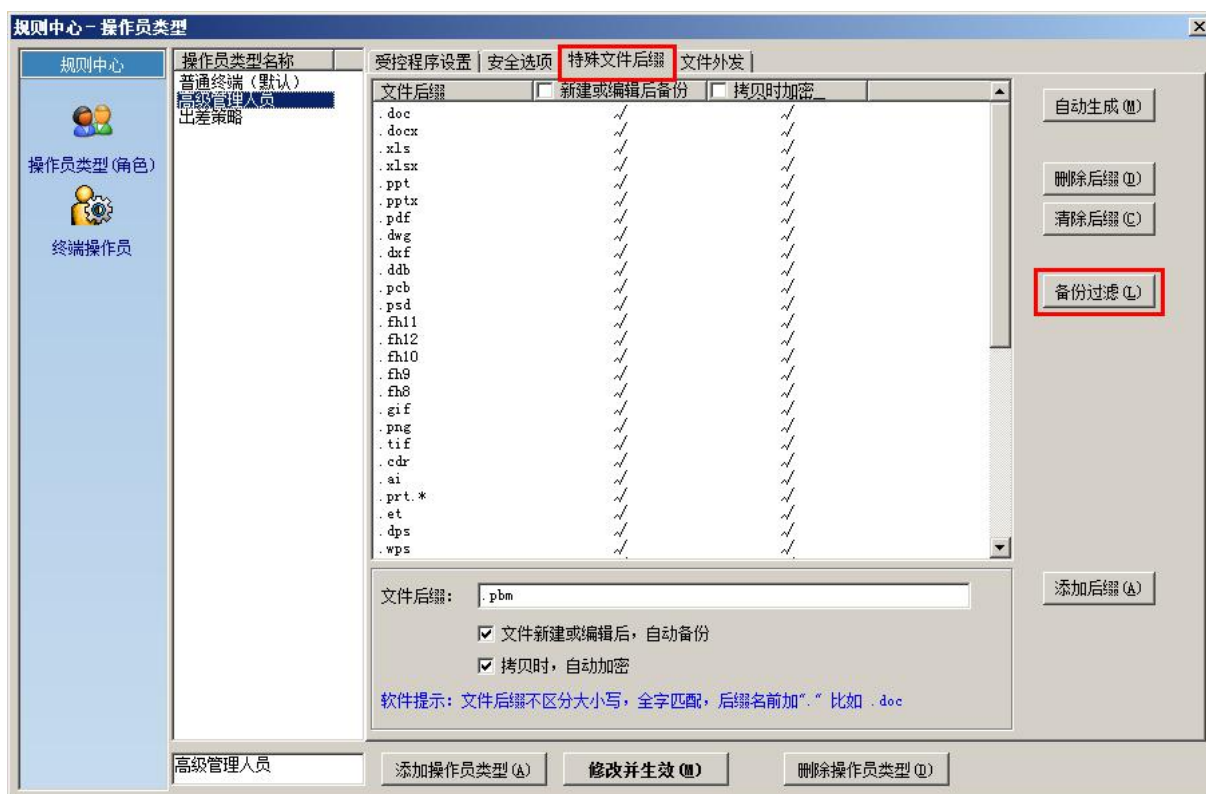 规则中心 - 操作员类型
规则中心
操作员类型(角色)
终端操作员
操作员类型名称
普通终端（默认）
高级管理人员
出差策略
高级管理人员
受控程序设置 安全选项 特殊文件后缀 文件外发
文件后缀 新建或编辑后备份 拷贝时加密_
.doc √ √
.docx √ √
.xls √ √
.xlsx √ √
.ppt √ √
.pptx √ √
.pdf √ √
.dwg √ √
.dxf √ √
.ddb √ √
.pcb √ √
.psd √ √
.fh11 √ √
.fh12 √ √
.fh10 √ √
.fh9 √ √
.fh8 √ √
.gif √ √
.png √ √
.tif √ √
.cdr √ √
.ai √ √
.prt.* √ √
.et √ √
.dps √ √
.wps √ √
自动生成(M)
删除后缀(D)
清除后缀(C)
备份过滤(L)
文件后缀： .pbm
添加后缀(A)
文件新建或编辑后，自动备份
拷贝时，自动加密
软件提示：文件后缀不区分大小写，全字匹配，后缀名前加"." 比如 .doc
添加操作员类型(A) 修改并生效(M) 删除操作员类型(D)